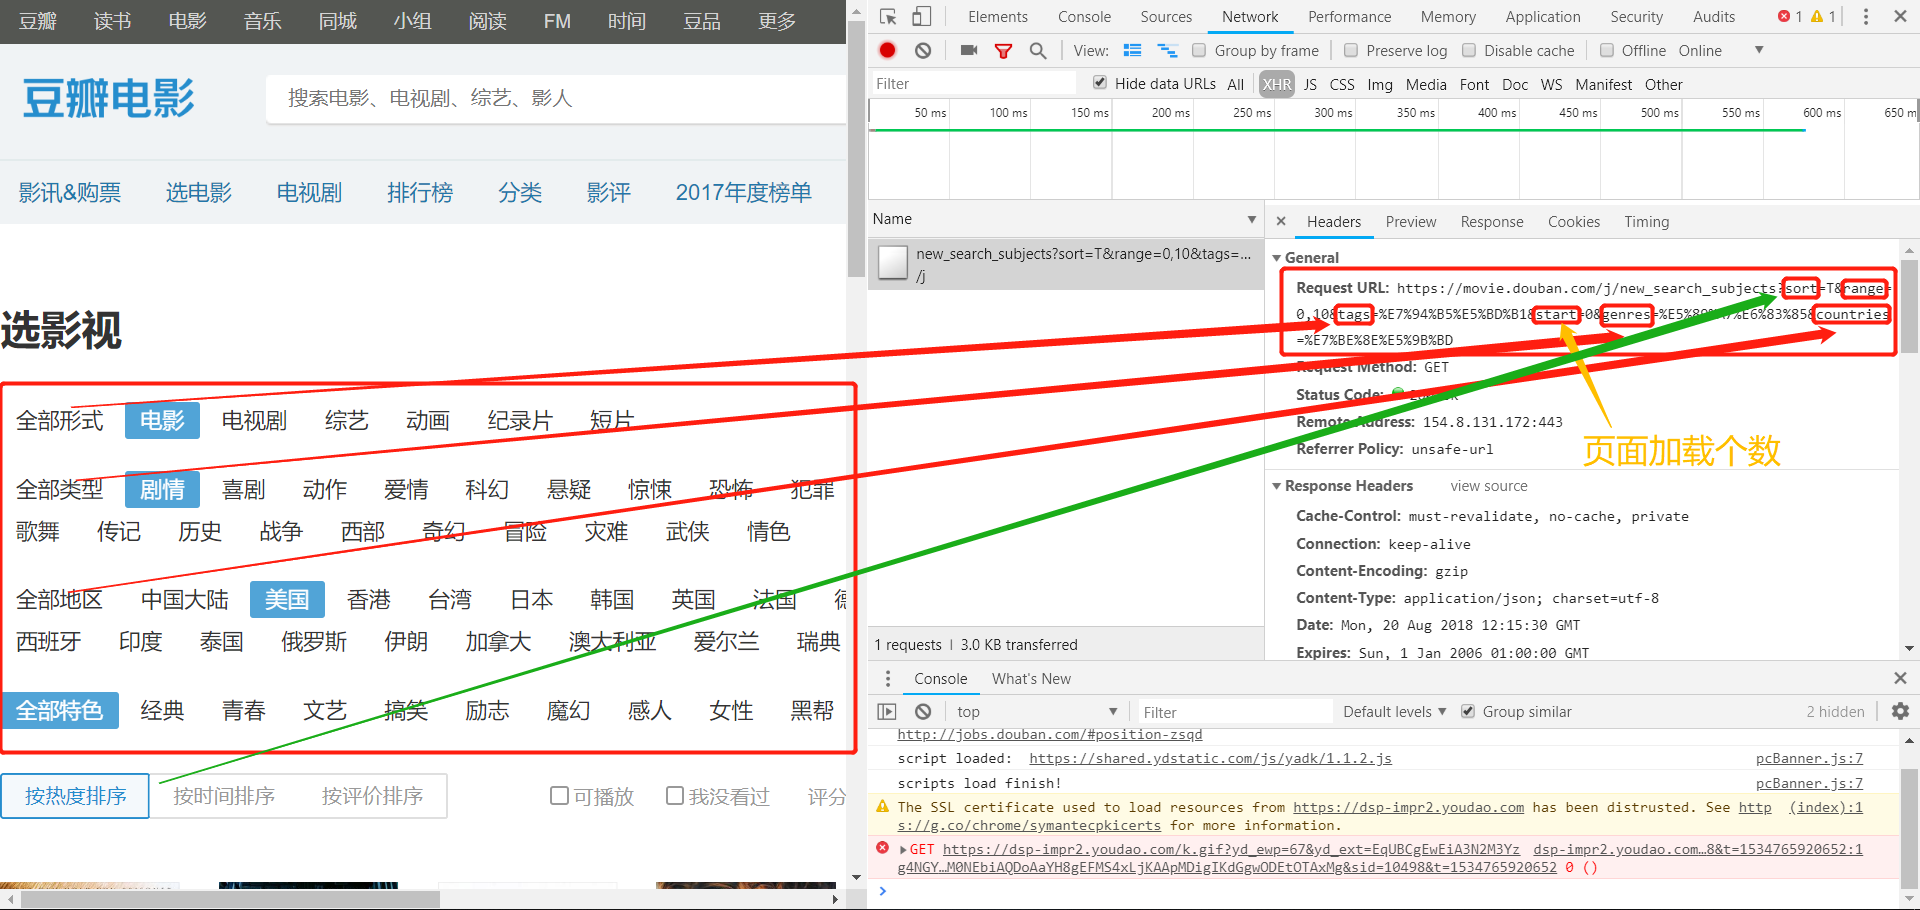 豆瓣 读书 电影 音乐 同城 小组 阅读 FM 时间 豆品 更多
豆瓣电影
搜索电影、电视剧、综艺、影人
影讯&购票 选电影 电视剧 排行榜 分类 影评 2017年度榜单
选影视
全部形式 电影 电视剧 综艺 动画 纪录片 短片
全部类型 剧情 喜剧 动作 爱情 科幻 悬疑 惊悚 恐怖 犯罪
歌舞 传记 历史 战争 西部 奇幻 冒险 灾难 武侠 情色
全部地区 中国大陆 美国 香港 台湾 日本 韩国 英国 法国
西班牙 印度 泰国 俄罗斯 伊朗 加拿大 澳大利亚 爱尔兰 瑞典
全部特色 经典 青春 文艺 搞笑 励志 魔幻 感人 女性 黑帮
按热度排序 按时间排序 按评价排序 可播放 我没看过 评分
Elements Console Sources Network Performance Memory Application Security Audits 1 1
View: Group by frame Preserve log Disable cache Offline Online
Filter Hide data URLs All XHR JS CSS Img Media Font Doc WS Manifest Other
50 ms 100 ms 150 ms 200 ms 250 ms 300 ms 350 ms 400 ms 450 ms 500 ms 550 ms 600 ms 650 m
Name
new_search_subjects?sort=T&range=0,10&tags=...
/j
1 requests | 3.0 KB transferred
Headers Preview Response Cookies Timing
General
Request URL: https://movie.douban.com/j/new_search_subjects?sort=T&range=
0,10&tags=%E7%94%B5%E5%BD%B1&start=0&genres=%E5%89%A7%E6%83%85&countries
=%E7%BE%8E%E5%9B%BD
Request Method: GET
Status Code:
Remote Address: 154.8.131.172:443
Referrer Policy: unsafe-url
页面加载个数
Response Headers view source
Cache-Control: must-revalidate, no-cache, private
Connection: keep-alive
Content-Encoding: gzip
Content-Type: application/json; charset=utf-8
Date: Mon, 20 Aug 2018 12:15:30 GMT
Expires: Sun, 1 Jan 2006 01:00:00 GMT
Console What's New
top Filter Default levels Group similar 2 hidden
http://jobs.douban.com/#position-zsqd
script loaded: https://shared.ydstatic.com/js/yadk/1.1.2.js pcBanner.js:7
scripts load finish! pcBanner.js:7
The SSL certificate used to load resources from https://dsp-impr2.youdao.com has been distrusted. See http (index):1
s://g.co/chrome/symantecpkicerts for more information.
GET https://dsp-impr2.youdao.com/k.gif?yd_ewp=67&yd_ext=EqUBCgEwEiA3N2M3Yz dsp-impr2.youdao.com…8&t=1534765920652:1
g4NGY…M0NEbiAQDoAaYH8gEFMS4xLjKAApMDigIKdGgwODEtOTAxMg&sid=10498&t=1534765920652 0 ()